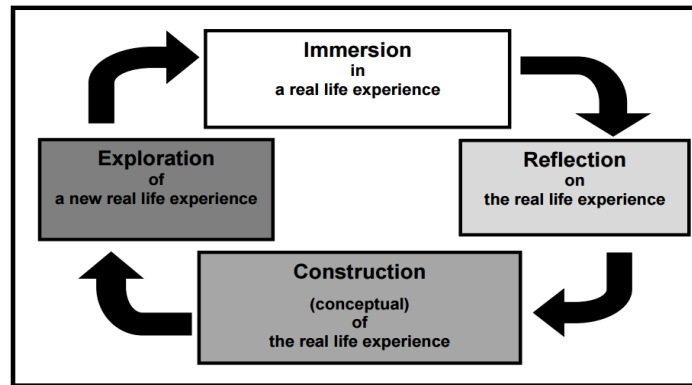 Immersion
in
a real life experience
Exploration
of
a new real life experience
Reflection
on
the real life experience
Construction
(conceptual)
of
the real life experience